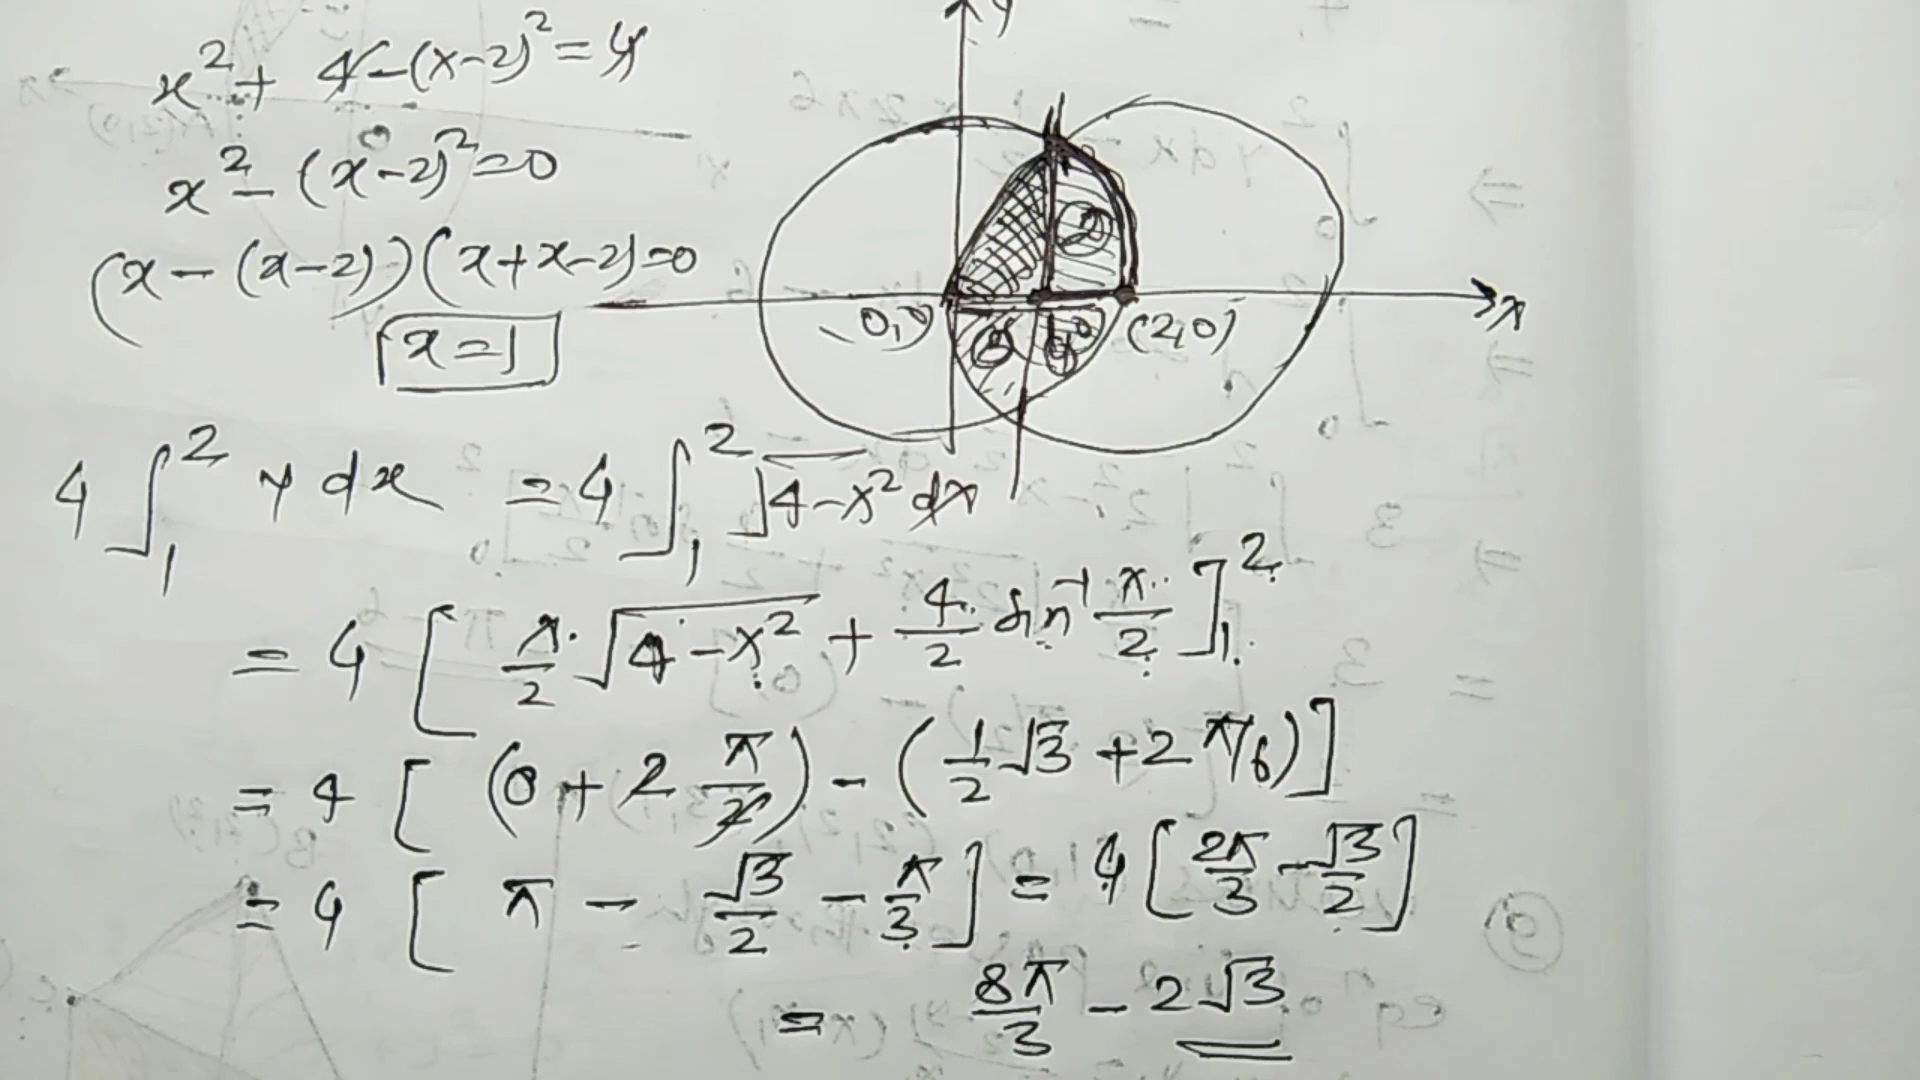 x² + 4 - (x-2)² = 4
x² - (x-2)² = 0
(x - (x-2))(x+x-2) = 0
x = 1
y
0,0
(2,0)
x
2
3
4
4 ∫₁² y dx = 4 ∫₁² √(4-x²) dx
= 4 [ x/2 √(4-x²) + 4/2 sin⁻¹ x/2 ]₁²
= 4 [ (0 + 2 π/2) - (1/2 √3 + 2 π/6) ]
= 4 [ π - √3/2 - π/3 ] = 4 [ 2π/3 - √3/2 ]
= 8π/3 - 2√3